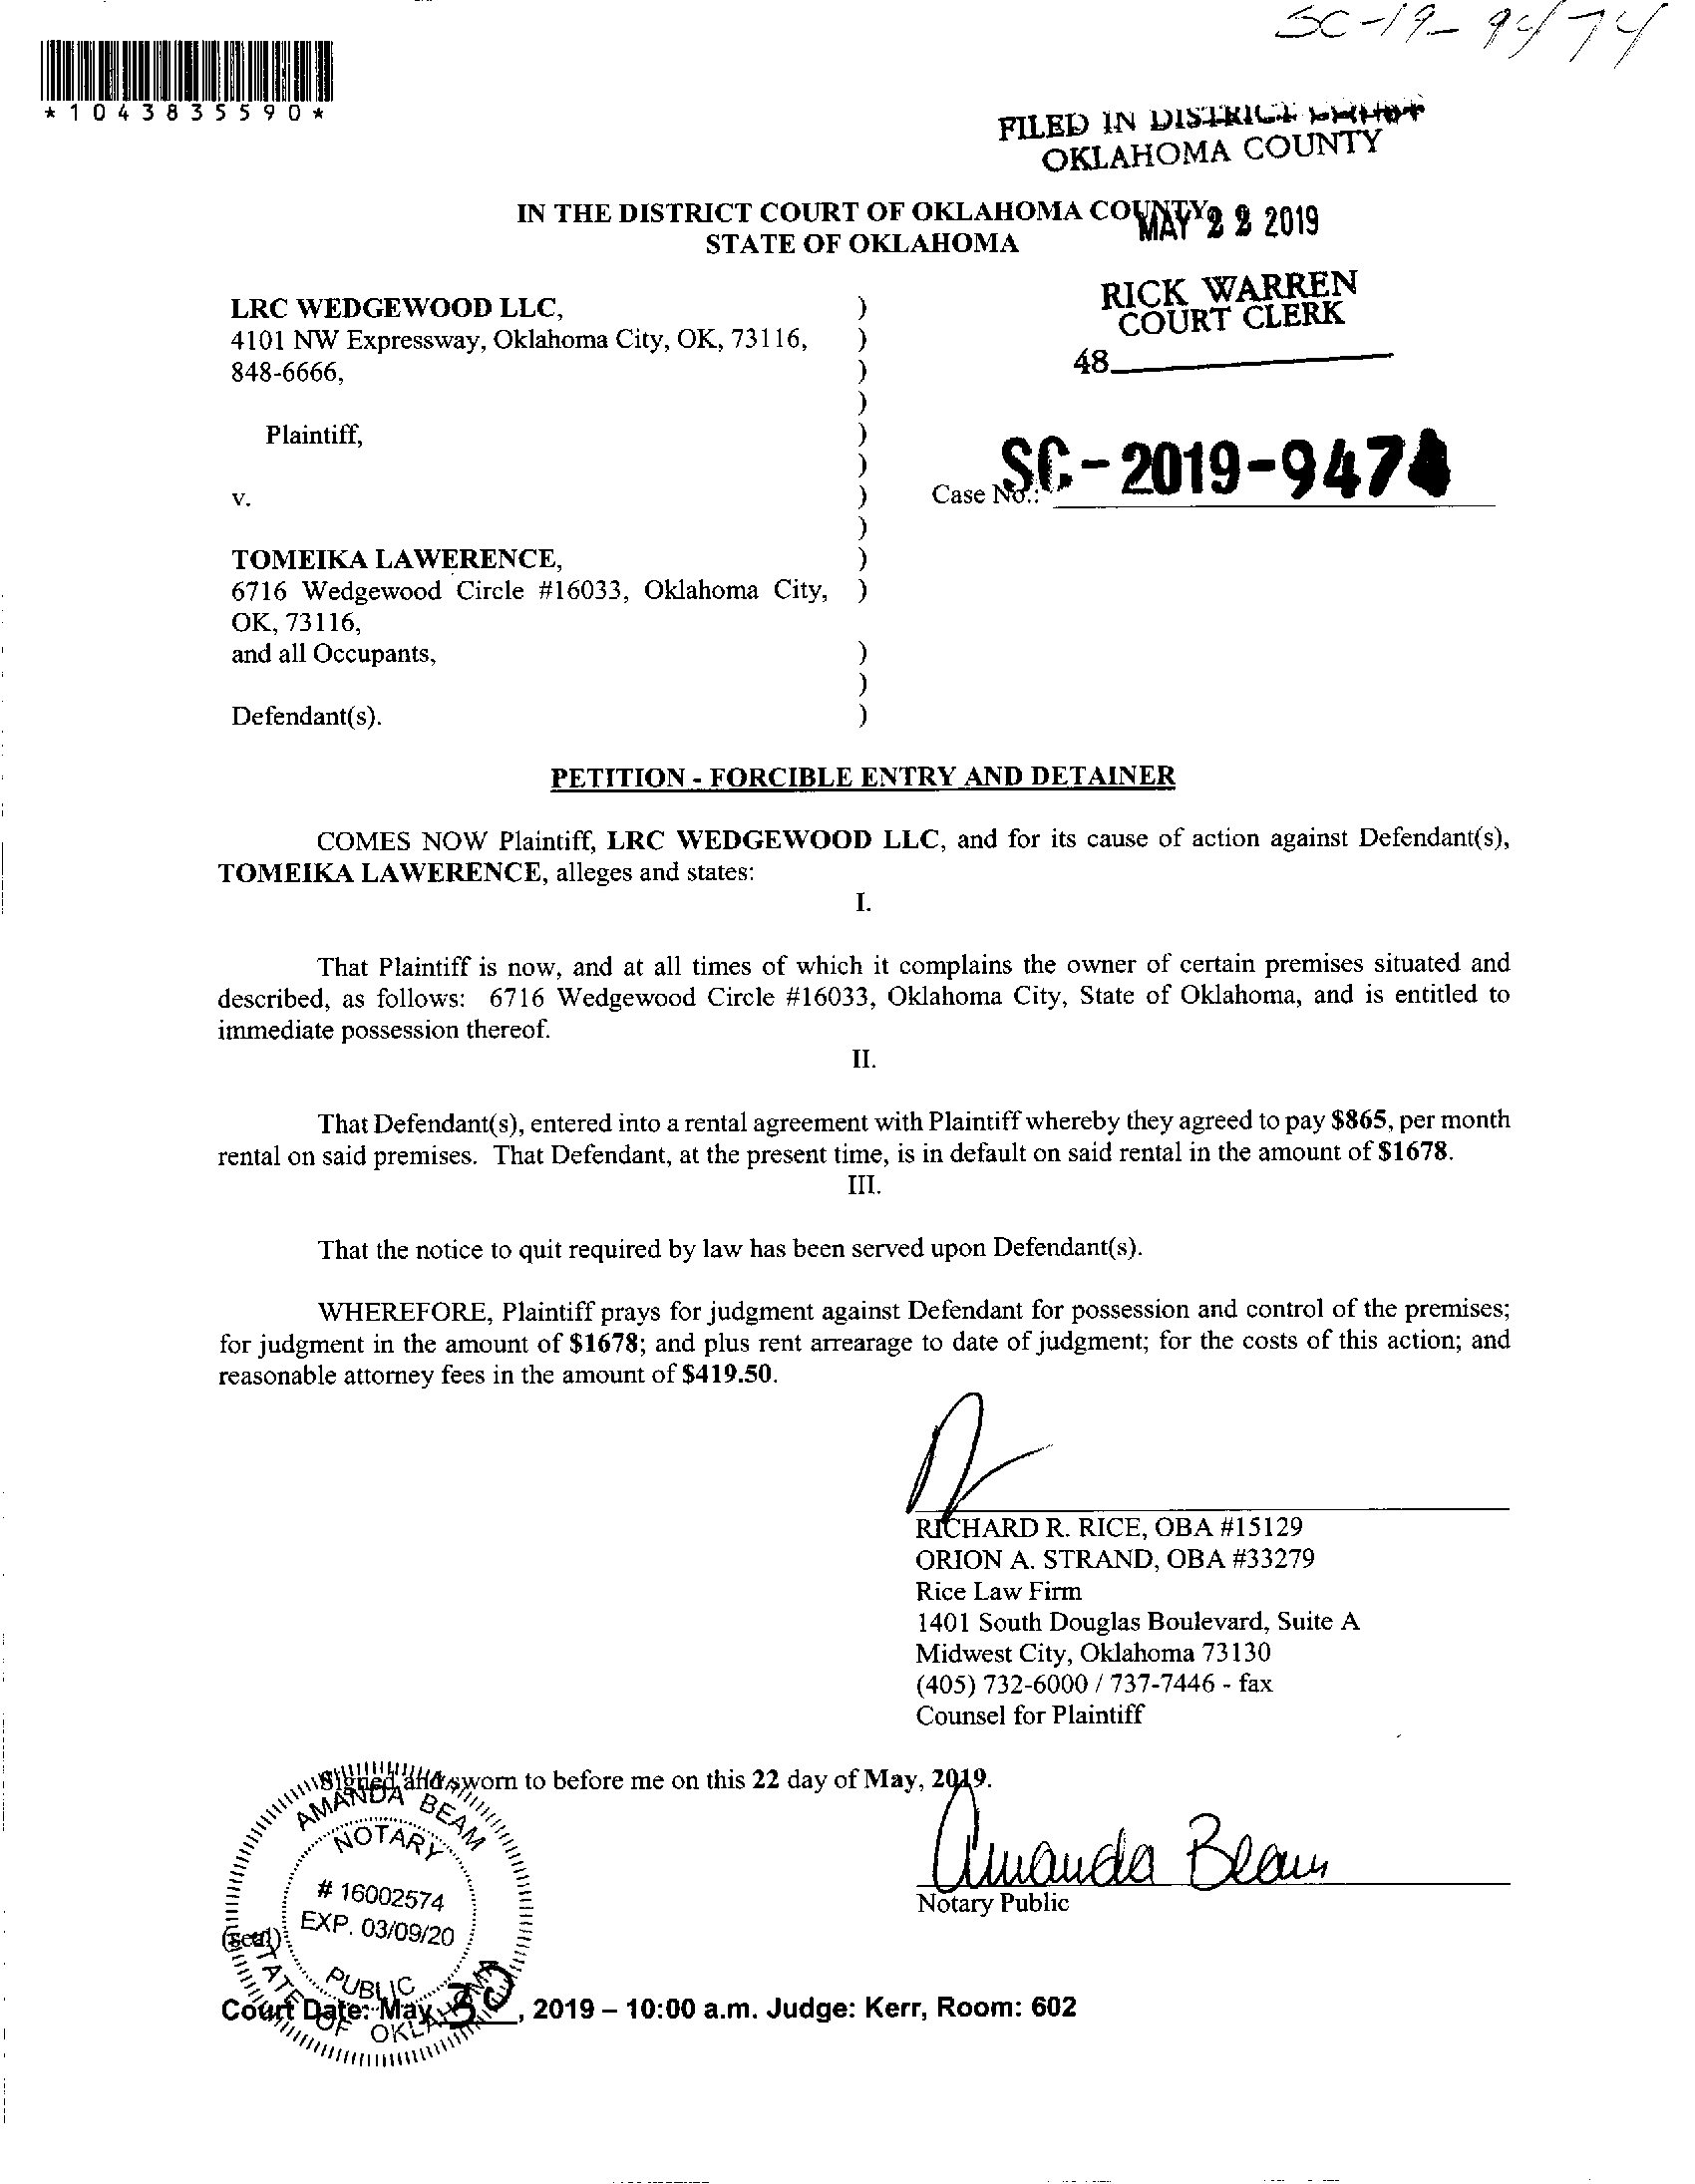 SC-19-9474
*1043835590*
FILED IN DISTRICT COURT
OKLAHOMA COUNTY
IN THE DISTRICT COURT OF OKLAHOMA COUNTY
MAY 22 2019
STATE OF OKLAHOMA
RICK WARREN
COURT CLERK
48
LRC WEDGEWOOD LLC, )
4101 NW Expressway, Oklahoma City, OK, 73116, )
848-6666, )
)
Plaintiff, )
)
v. ) Case No.: SC-2019-9474
)
TOMEIKA LAWERENCE, )
6716 Wedgewood Circle #16033, Oklahoma City, )
OK, 73116,
and all Occupants, )
)
Defendant(s). )
PETITION - FORCIBLE ENTRY AND DETAINER
COMES NOW Plaintiff, LRC WEDGEWOOD LLC, and for its cause of action against Defendant(s),
TOMEIKA LAWERENCE, alleges and states:
I.
That Plaintiff is now, and at all times of which it complains the owner of certain premises situated and
described, as follows: 6716 Wedgewood Circle #16033, Oklahoma City, State of Oklahoma, and is entitled to
immediate possession thereof.
II.
That Defendant(s), entered into a rental agreement with Plaintiff whereby they agreed to pay $865, per month
rental on said premises. That Defendant, at the present time, is in default on said rental in the amount of $1678.
III.
That the notice to quit required by law has been served upon Defendant(s).
WHEREFORE, Plaintiff prays for judgment against Defendant for possession and control of the premises;
for judgment in the amount of $1678; and plus rent arrearage to date of judgment; for the costs of this action; and
reasonable attorney fees in the amount of $419.50.
RICHARD R. RICE, OBA #15129
ORION A. STRAND, OBA #33279
Rice Law Firm
1401 South Douglas Boulevard, Suite A
Midwest City, Oklahoma 73130
(405) 732-6000 / 737-7446 - fax
Counsel for Plaintiff
Signed and sworn to before me on this 22 day of May, 2019.
Amanda Beam
Notary Public
AMANDA BEAM
NOTARY
# 16002574
EXP. 03/09/20
(seal)
PUBLIC
STATE OF OKLAHOMA
Court Date: May 30, 2019 – 10:00 a.m. Judge: Kerr, Room: 602